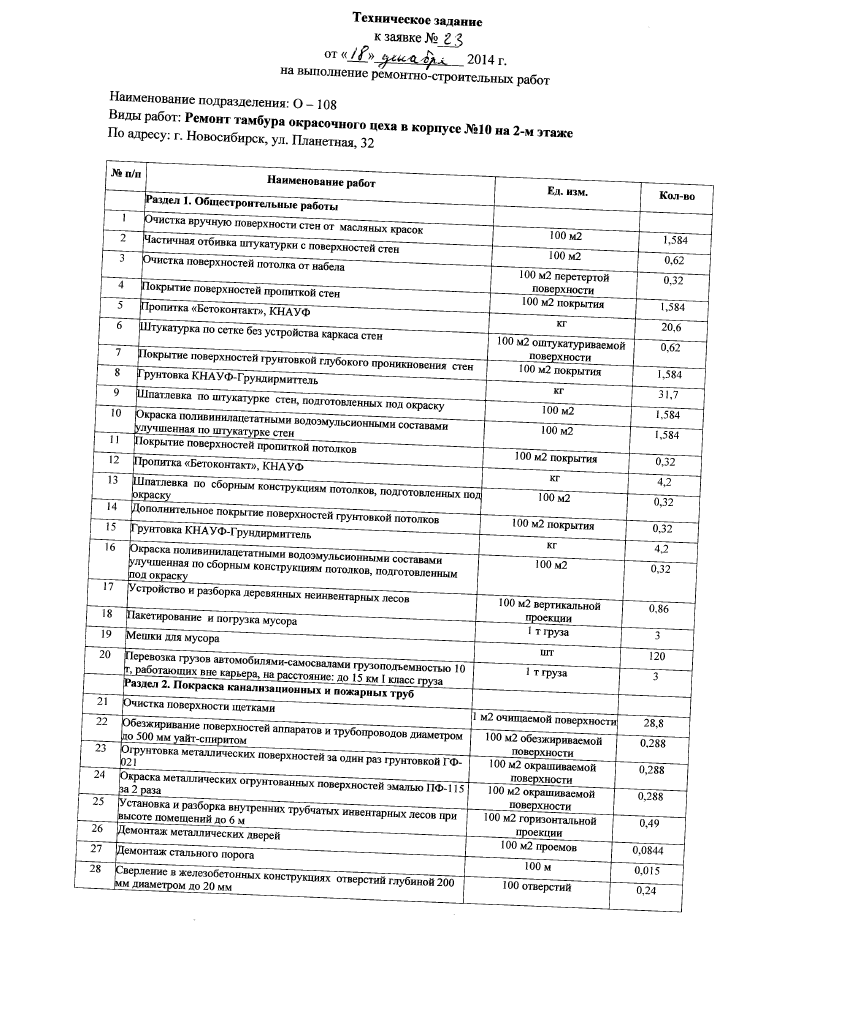 Техническое задание
к заявке № 23
от «18» декабря 2014 г.
на выполнение ремонтно-строительных работ
Наименование подразделения: О – 108
Виды работ: Ремонт тамбура окрасочного цеха в корпусе №10 на 2-м этаже
По адресу: г. Новосибирск, ул. Планетная, 32
№ п/п Наименование работ Ед. изм. Кол-во
Раздел 1. Общестроительные работы
1 Очистка вручную поверхности стен от масляных красок 100 м2 1,584
2 Частичная отбивка штукатурки с поверхностей стен 100 м2 0,62
3 Очистка поверхностей потолка от набела 100 м2 перетертой 0,32
поверхности
4 Покрытие поверхностей пропиткой стен 100 м2 покрытия 1,584
5 Пропитка «Бетоконтакт», КНАУФ кг 20,6
6 Штукатурка по сетке без устройства каркаса стен 100 м2 оштукатуриваемой 0,62
поверхности
7 Покрытие поверхностей грунтовкой глубокого проникновения стен 100 м2 покрытия 1,584
8 Грунтовка КНАУФ-Грундирмиттель кг 31,7
9 Шпатлевка по штукатурке стен, подготовленных под окраску 100 м2 1,584
10 Окраска поливинилацетатными водоэмульсионными составами 100 м2 1,584
улучшенная по штукатурке стен
11 Покрытие поверхностей пропиткой потолков 100 м2 покрытия 0,32
12 Пропитка «Бетоконтакт», КНАУФ кг 4,2
13 Шпатлевка по сборным конструкциям потолков, подготовленных под 100 м2 0,32
окраску
14 Дополнительное покрытие поверхностей грунтовкой потолков 100 м2 покрытия 0,32
15 Грунтовка КНАУФ-Грундирмиттель кг 4,2
16 Окраска поливинилацетатными водоэмульсионными составами 100 м2 0,32
улучшенная по сборным конструкциям потолков, подготовленным
под окраску
17 Устройство и разборка деревянных неинвентарных лесов 100 м2 вертикальной 0,86
проекции
18 Пакетирование и погрузка мусора 1 т груза 3
19 Мешки для мусора шт 120
20 Перевозка грузов автомобилями-самосвалами грузоподъемностью 10 1 т груза 3
т, работающих вне карьера, на расстояние: до 15 км I класс груза
Раздел 2. Покраска канализационных и пожарных труб
21 Очистка поверхности щетками 1 м2 очищаемой поверхности 28,8
22 Обезжиривание поверхностей аппаратов и трубопроводов диаметром 100 м2 обезжириваемой 0,288
до 500 мм уайт-спиритом поверхности
23 Огрунтовка металлических поверхностей за один раз грунтовкой ГФ- 100 м2 окрашиваемой 0,288
021 поверхности
24 Окраска металлических огрунтованных поверхностей эмалью ПФ-115 100 м2 окрашиваемой 0,288
за 2 раза поверхности
25 Установка и разборка внутренних трубчатых инвентарных лесов при 100 м2 горизонтальной 0,49
высоте помещений до 6 м проекции
26 Демонтаж металлических дверей 100 м2 проемов 0,0844
27 Демонтаж стального порога 100 м 0,015
28 Сверление в железобетонных конструкциях отверстий глубиной 200 100 отверстий 0,24
мм диаметром до 20 мм